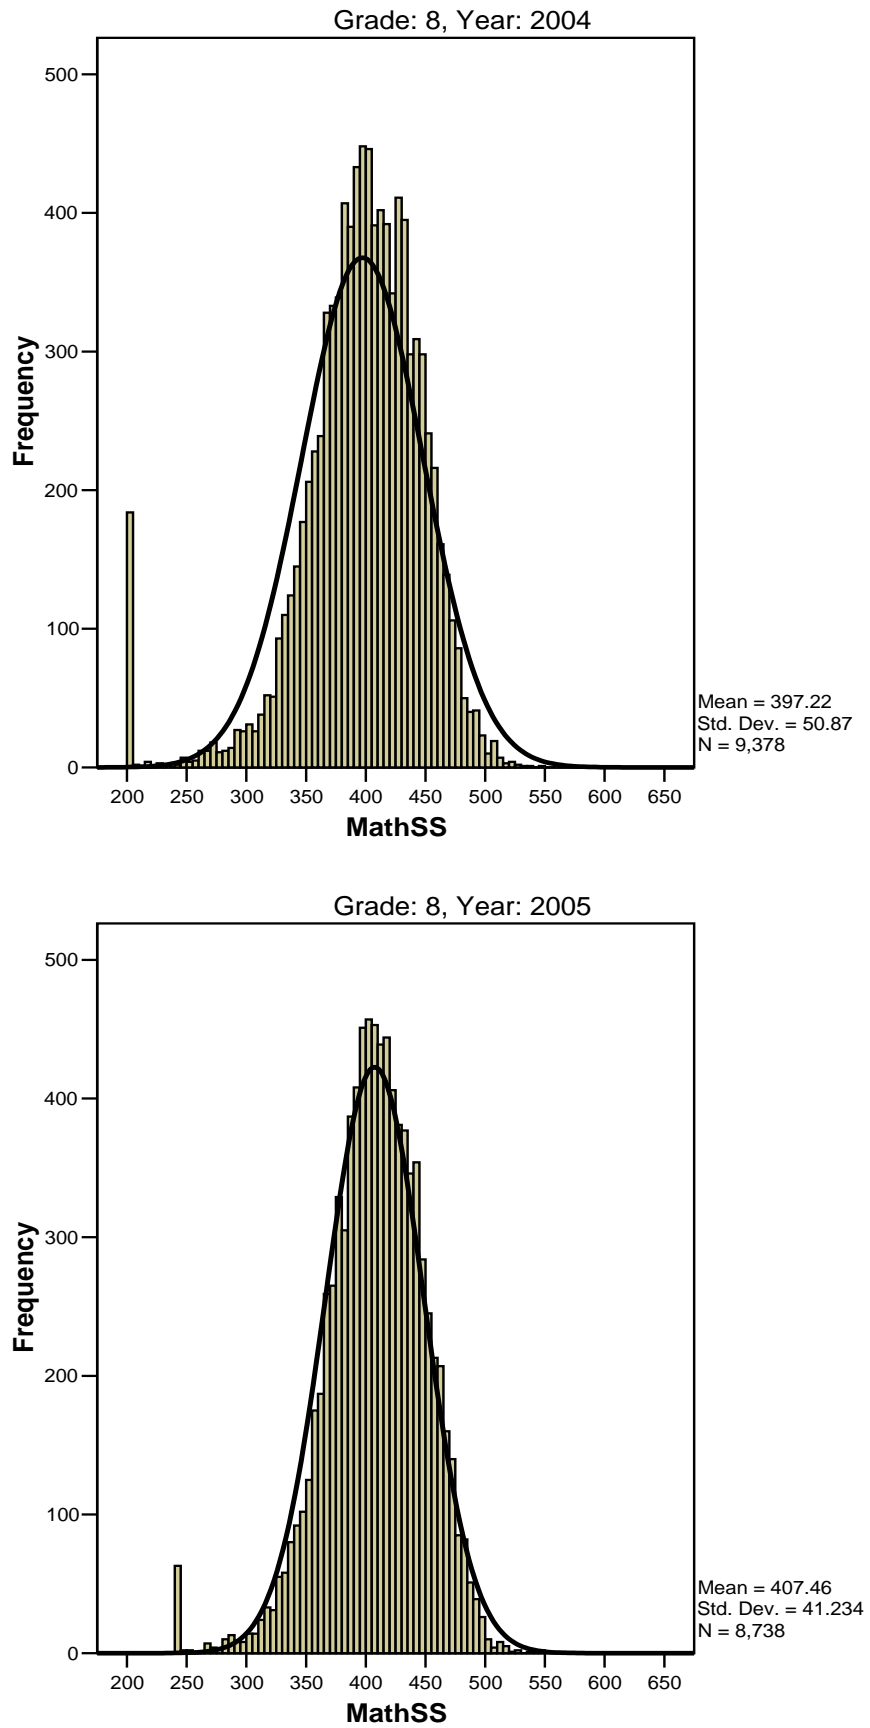 Grade: 8, Year: 2004
500
400
300
200
100
0
Frequency
200 250 300 350 400 450 500 550 600 650
MathSS
Mean = 397.22
Std. Dev. = 50.87
N = 9,378
Grade: 8, Year: 2005
500
400
300
200
100
0
Frequency
200 250 300 350 400 450 500 550 600 650
MathSS
Mean = 407.46
Std. Dev. = 41.234
N = 8,738